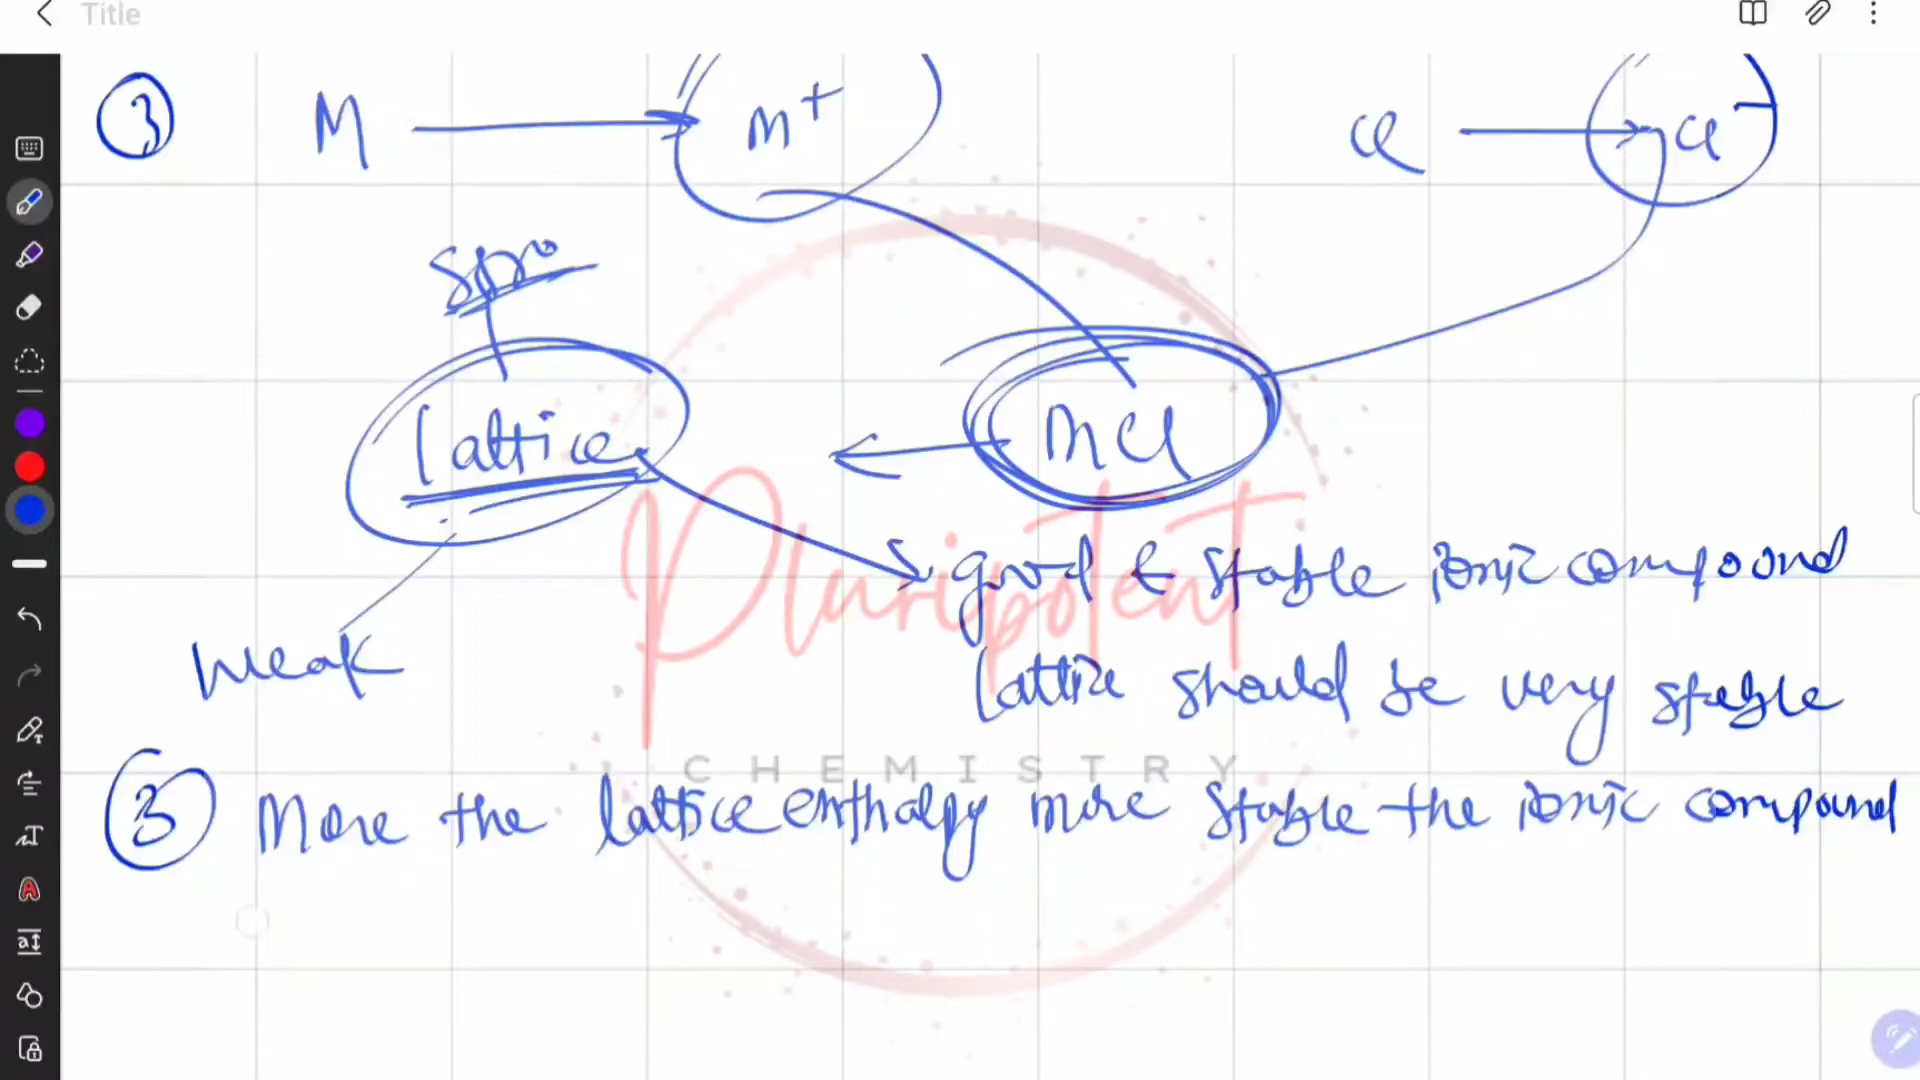 Title
3 M → M+ Cl → Cl-
lattice MCl
good & stable ionic compound
weak
lattice should be very stable
Pluripotent
CHEMISTRY
3 More the lattice enthalpy more stable the ionic compound